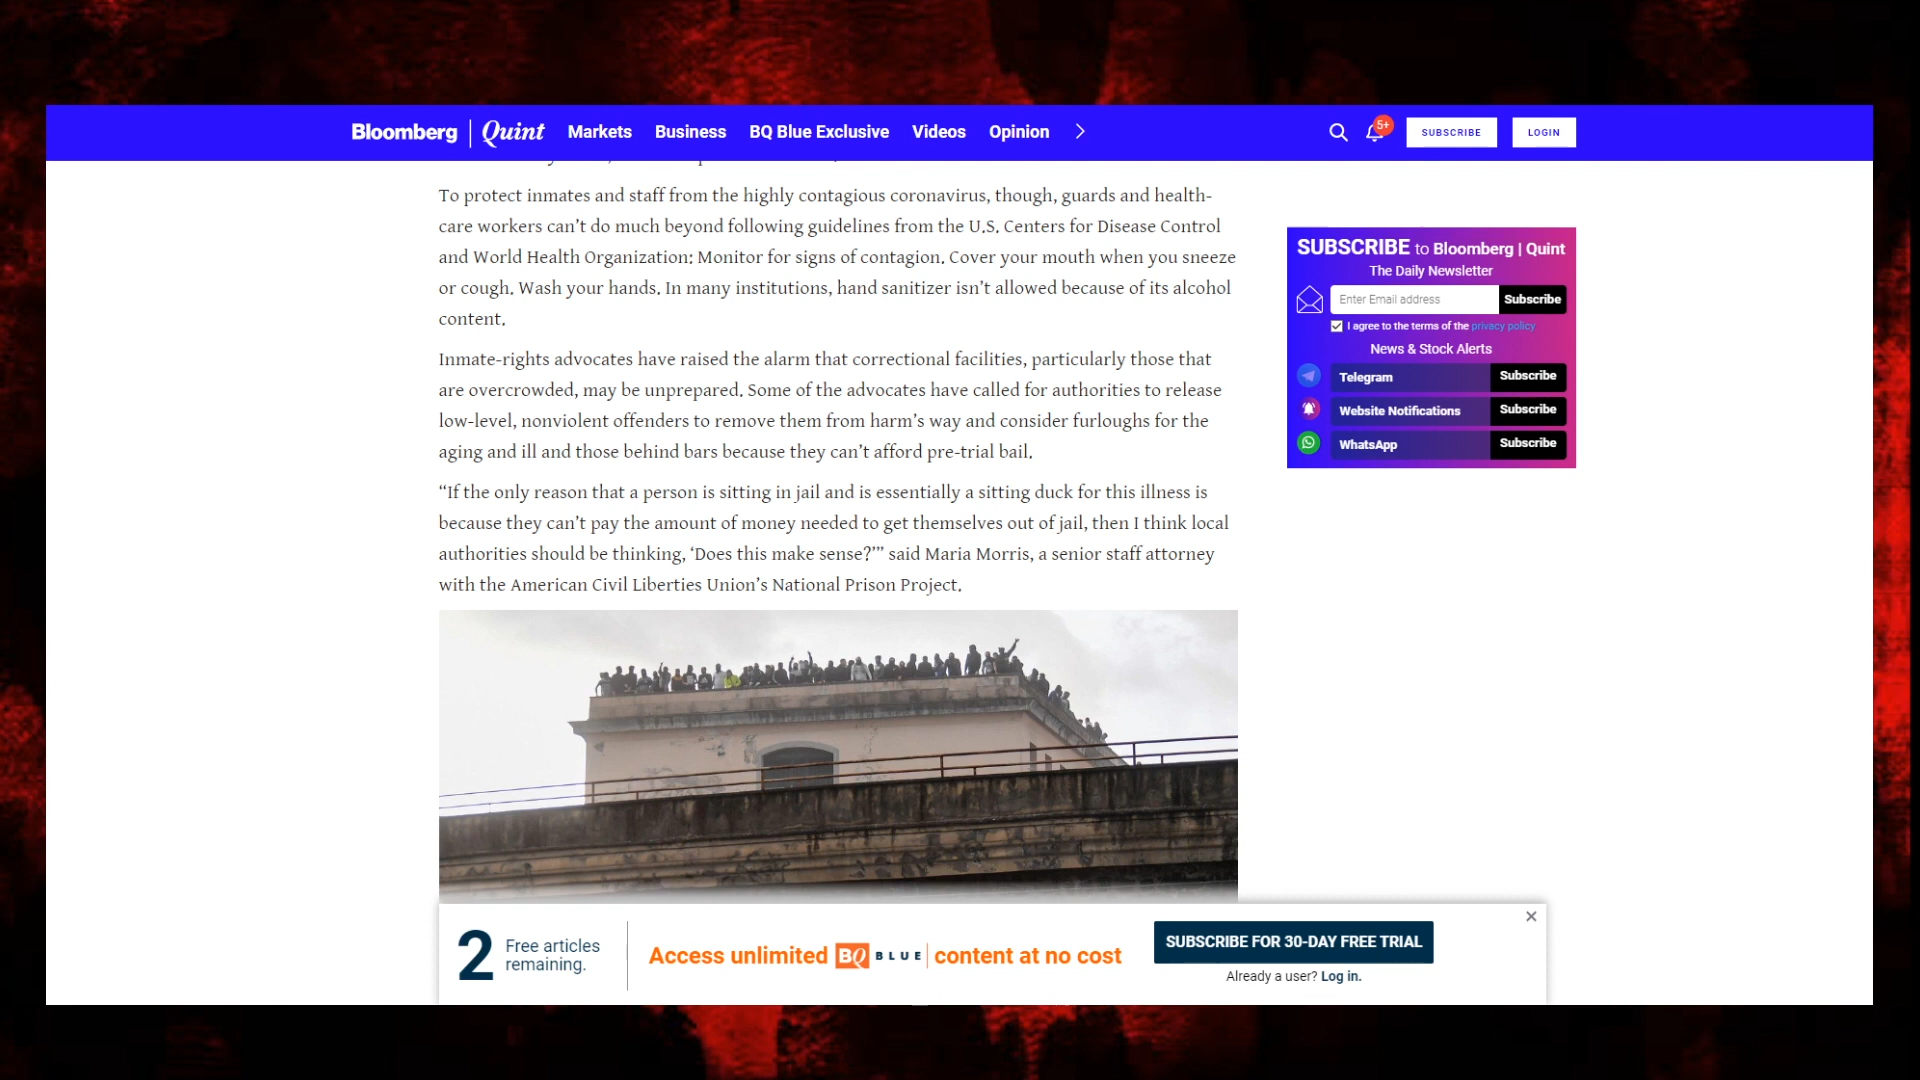 Bloomberg | Quint Markets Business BQ Blue Exclusive Videos Opinion
5+
SUBSCRIBE
LOGIN
To protect inmates and staff from the highly contagious coronavirus, though, guards and health-
care workers can’t do much beyond following guidelines from the U.S. Centers for Disease Control
and World Health Organization: Monitor for signs of contagion. Cover your mouth when you sneeze
or cough. Wash your hands. In many institutions, hand sanitizer isn’t allowed because of its alcohol
content.
Inmate-rights advocates have raised the alarm that correctional facilities, particularly those that
are overcrowded, may be unprepared. Some of the advocates have called for authorities to release
low-level, nonviolent offenders to remove them from harm’s way and consider furloughs for the
aging and ill and those behind bars because they can’t afford pre-trial bail.
“If the only reason that a person is sitting in jail and is essentially a sitting duck for this illness is
because they can’t pay the amount of money needed to get themselves out of jail, then I think local
authorities should be thinking, ‘Does this make sense?’” said Maria Morris, a senior staff attorney
with the American Civil Liberties Union’s National Prison Project.
SUBSCRIBE to Bloomberg | Quint
The Daily Newsletter
Enter Email address Subscribe
I agree to the terms of the privacy policy
News & Stock Alerts
Telegram Subscribe
Website Notifications Subscribe
WhatsApp Subscribe
2 Free articles
remaining.
Access unlimited BQ BLUE content at no cost
SUBSCRIBE FOR 30-DAY FREE TRIAL
Already a user? Log in.